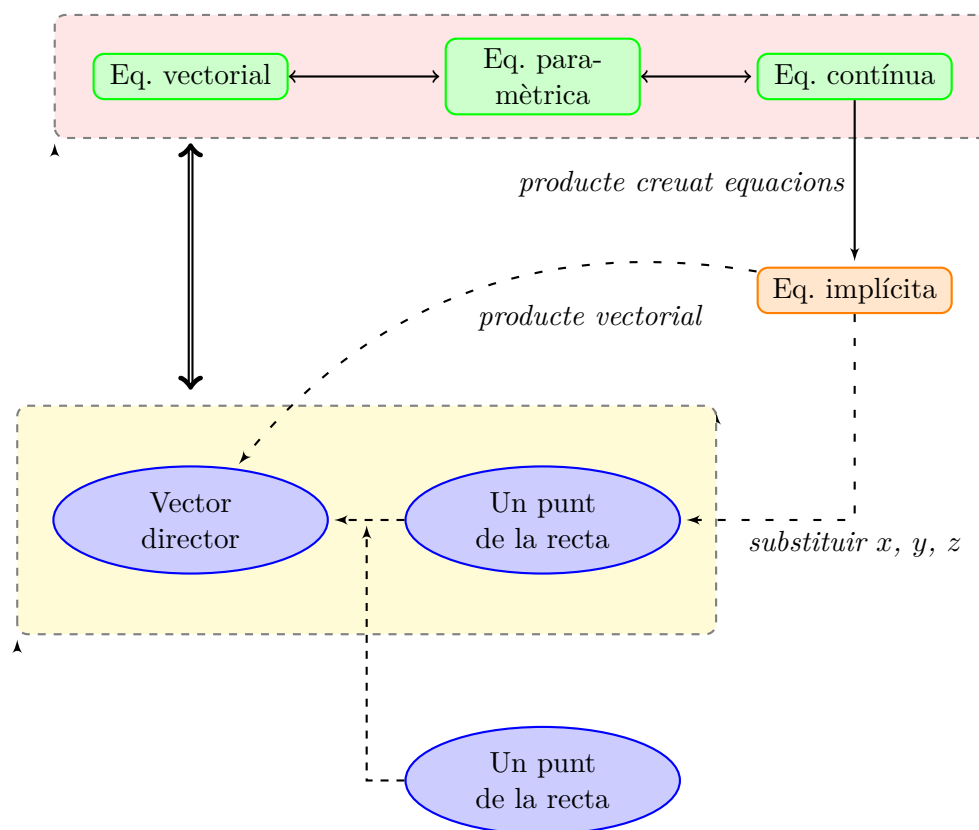 Eq. vectorial
Eq. para-
mètrica
Eq. contínua
producte creuat equacions
Eq. implícita
producte vectorial
Vector
director
Un punt
de la recta
substituir x, y, z
Un punt
de la recta